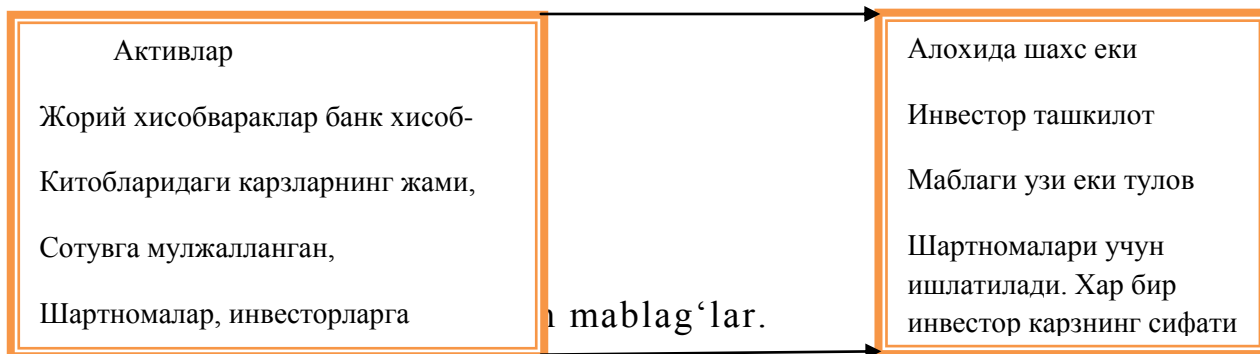 Активлар
Жорий хисобвараклар банк хисоб-
Китобларидаги карзларнинг жами,
Сотувга мулжалланган,
Шартномалар, инвесторларга
mablag‘lar.
Алохида шахс еки
Инвестор ташкилот
Маблаги узи еки тулов
Шартномалари учун
ишлатилади. Хар бир
инвестор карзнинг сифати